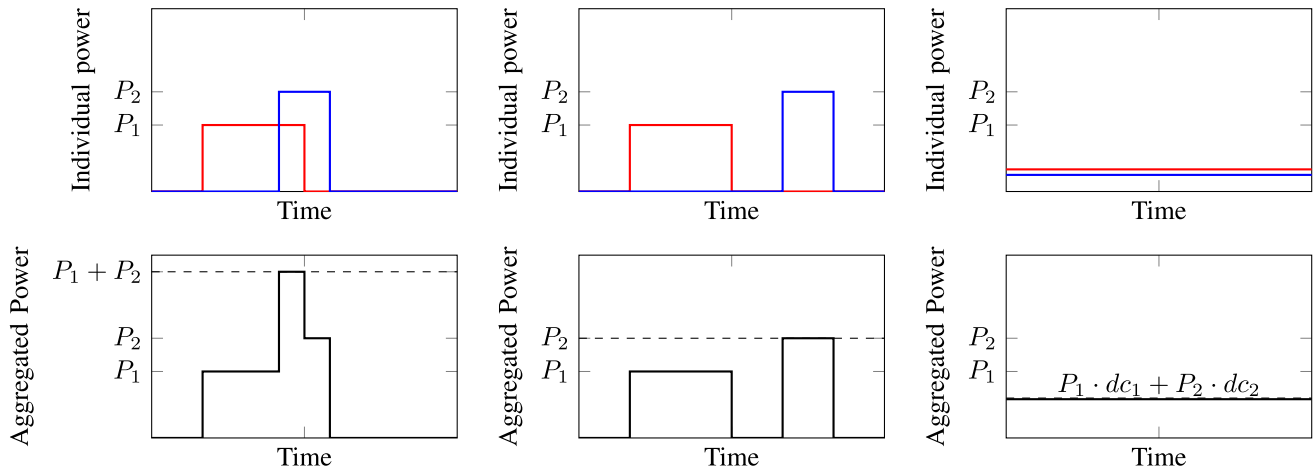 Individual power
P₂
P₁
Time
Individual power
P₂
P₁
Time
Individual power
P₂
P₁
Time
Aggregated Power
P₁ + P₂
P₂
P₁
Time
Aggregated Power
P₂
P₁
Time
Aggregated Power
P₂
P₁
P₁ · dc₁ + P₂ · dc₂
Time